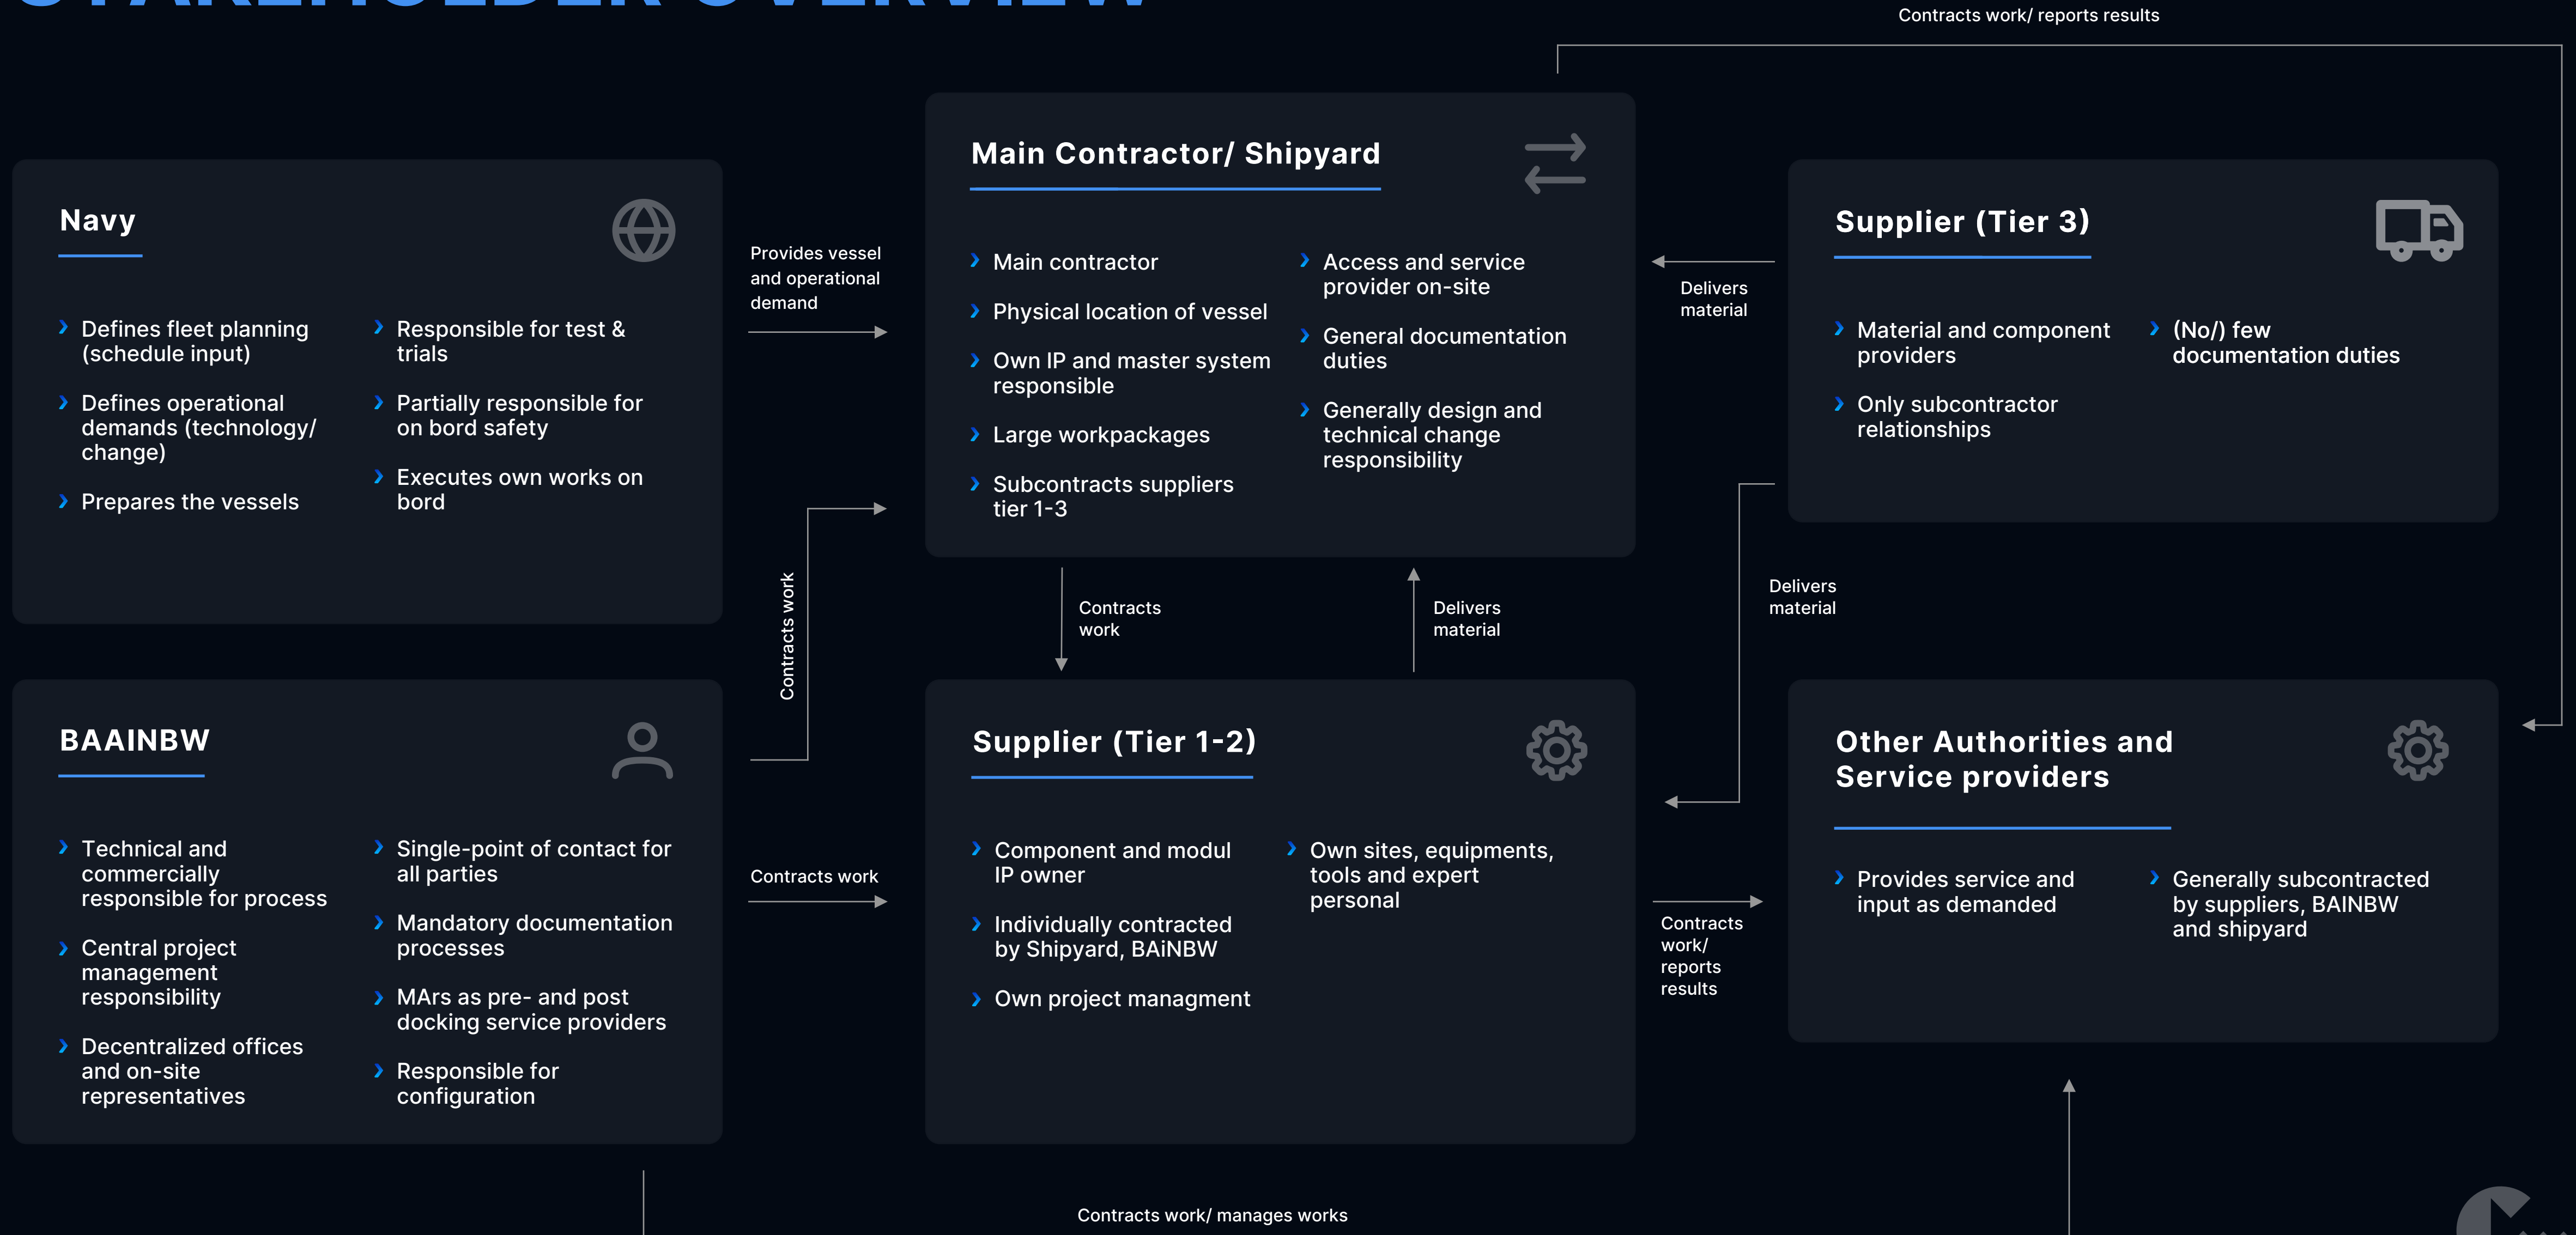 STAKEHOLDER OVERVIEW
Contracts work/ reports results
Navy
Defines fleet planning
(schedule input)
Defines operational
demands (technology/
change)
Prepares the vessels
Responsible for test &
trials
Partially responsible for
on bord safety
Executes own works on
bord
Provides vessel
and operational
demand
Main Contractor/ Shipyard
Main contractor
Physical location of vessel
Own IP and master system
responsible
Large workpackages
Subcontracts suppliers
tier 1-3
Access and service
provider on-site
General documentation
duties
Generally design and
technical change
responsibility
Delivers
material
Supplier (Tier 3)
Material and component
providers
Only subcontractor
relationships
(No/) few
documentation duties
Contracts work
Contracts
work
Delivers
material
Delivers
material
BAAINBW
Technical and
commercially
responsible for process
Central project
management
responsibility
Decentralized offices
and on-site
representatives
Single-point of contact for
all parties
Mandatory documentation
processes
MArs as pre- and post
docking service providers
Responsible for
configuration
Contracts work
Supplier (Tier 1-2)
Component and modul
IP owner
Individually contracted
by Shipyard, BAiNBW
Own project managment
Own sites, equipments,
tools and expert
personal
Contracts
work/
reports
results
Other Authorities and
Service providers
Provides service and
input as demanded
Generally subcontracted
by suppliers, BAINBW
and shipyard
Contracts work/ manages works